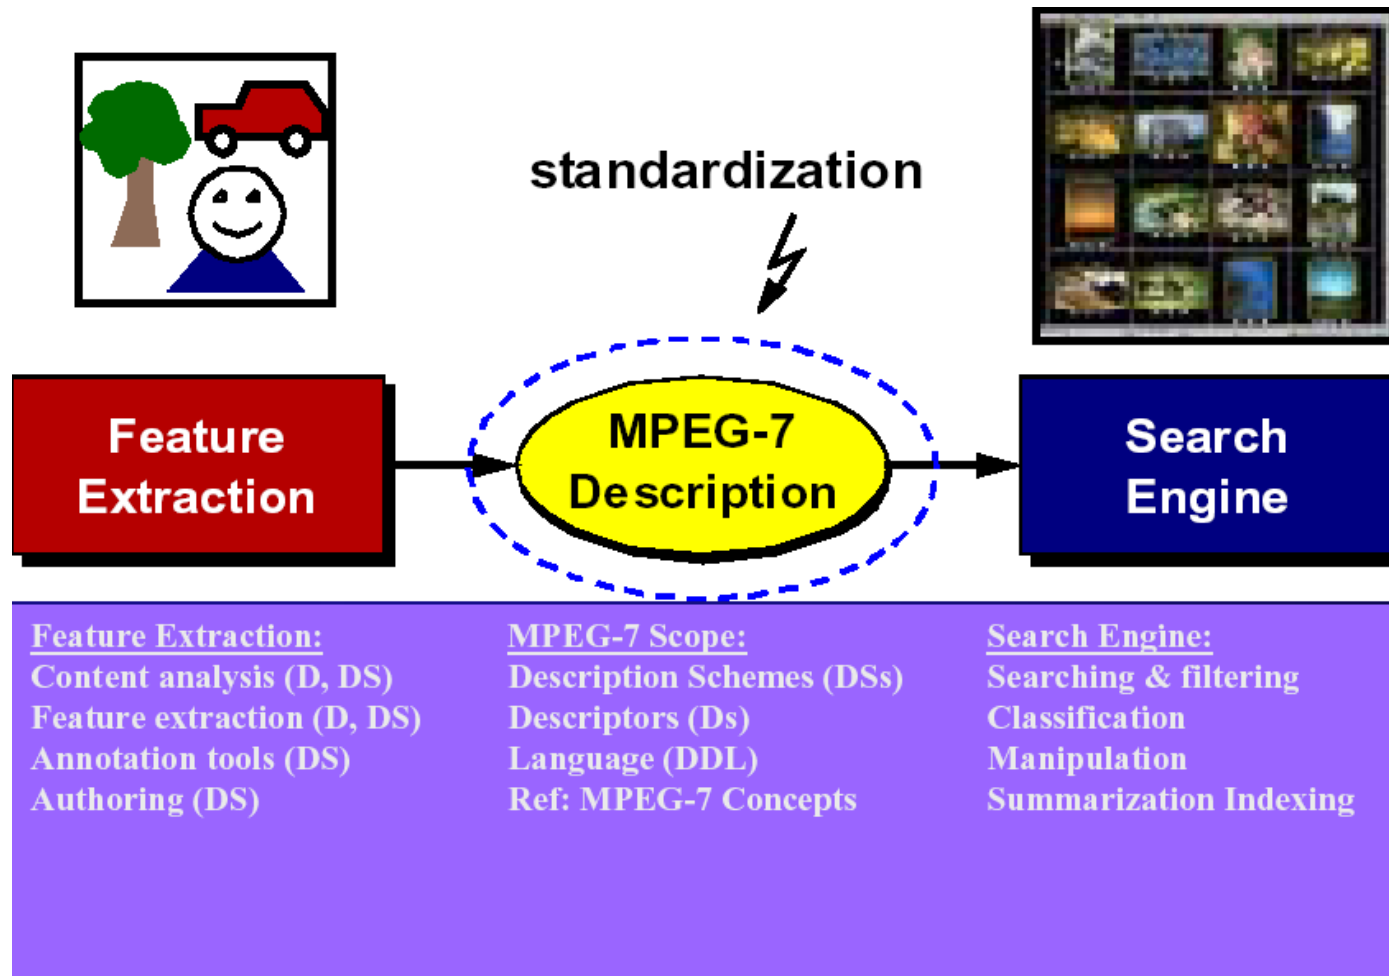 standardization
Feature
Extraction
MPEG-7
Description
Search
Engine
Feature Extraction:
Content analysis (D, DS)
Feature extraction (D, DS)
Annotation tools (DS)
Authoring (DS)
MPEG-7 Scope:
Description Schemes (DSs)
Descriptors (Ds)
Language (DDL)
Ref: MPEG-7 Concepts
Search Engine:
Searching & filtering
Classification
Manipulation
Summarization Indexing